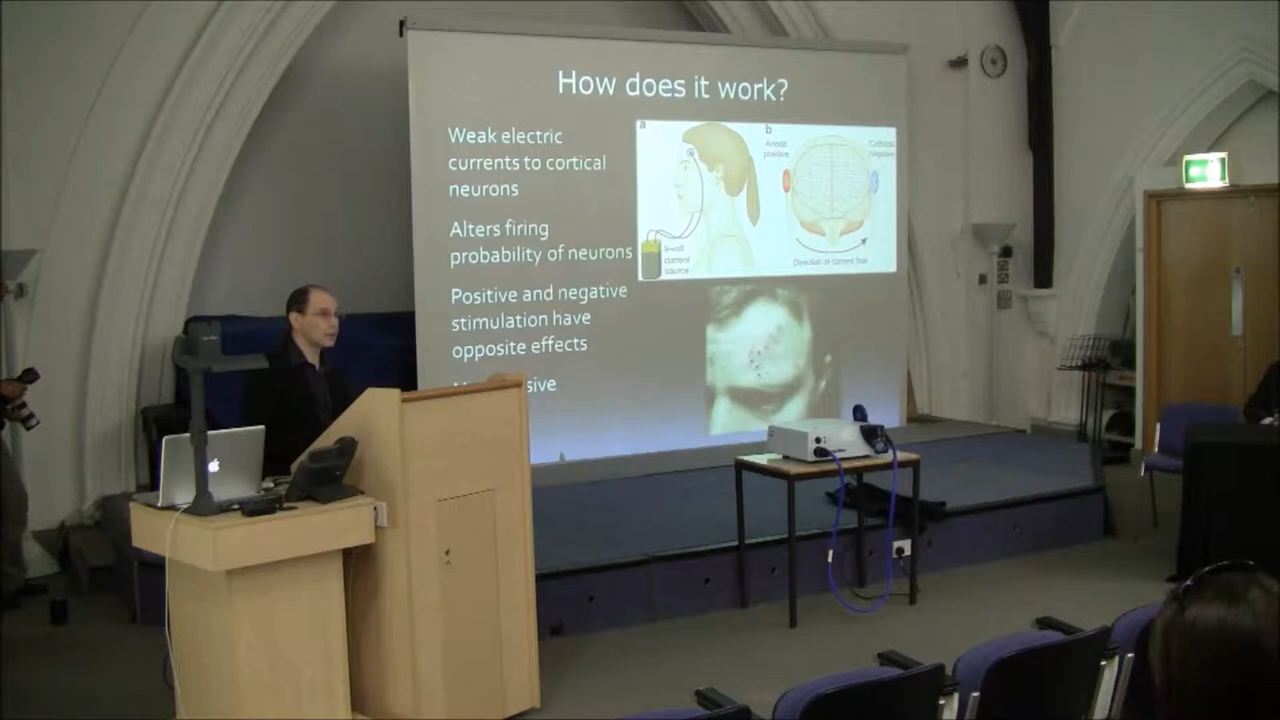 How does it work?
Weak electric
currents to cortical
neurons
Alters firing
probability of neurons
Positive and negative
stimulation have
opposite effects
a
9-volt
current
source
b
Anode
positive
Cathode
negative
Direction of current flow